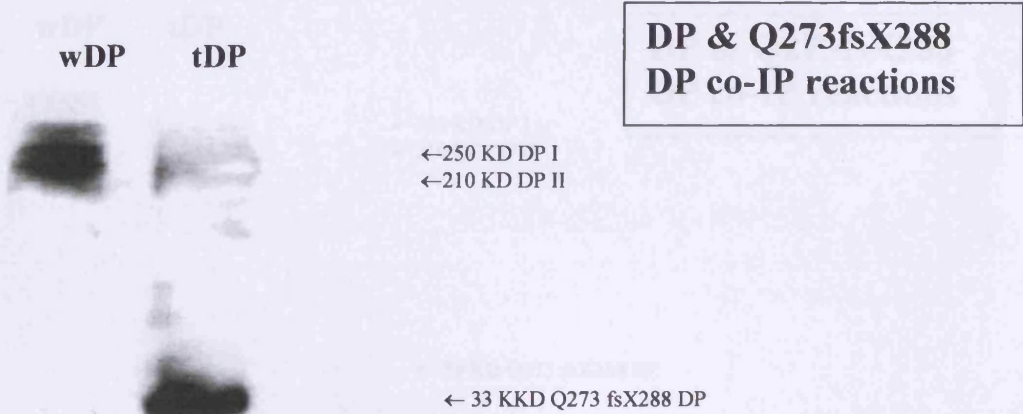 wDP tDP
DP & Q273fsX288
DP co-IP reactions
←250 KD DP I
←210 KD DP II
← 33 KKD Q273 fsX288 DP